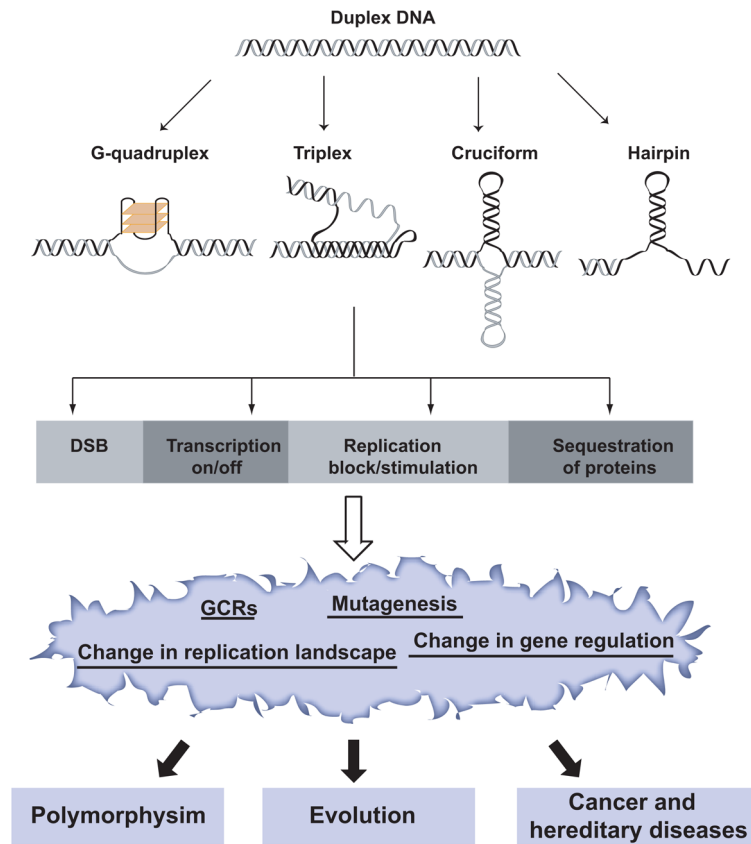 Duplex DNA
G-quadruplex
Triplex
Cruciform
Hairpin
DSB
Transcription
on/off
Replication
block/stimulation
Sequestration
of proteins
GCRs
Mutagenesis
Change in replication landscape
Change in gene regulation
Polymorphysim
Evolution
Cancer and
hereditary diseases